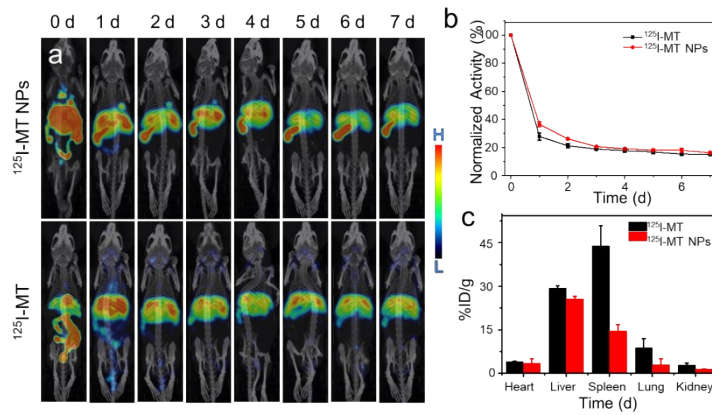 0 d 1 d 2 d 3 d 4 d 5 d 6 d 7 d
a
¹²⁵I-MT NPs
¹²⁵I-MT
H
L
b
Normalized Activity (%)
100
80
60
40
20
0
0 2 4 6
Time (d)
¹²⁵I-MT
¹²⁵I-MT NPs
c
%ID/g
45
30
15
0
Heart Liver Spleen Lung Kidney
Time (d)
¹²⁵I-MT
¹²⁵I-MT NPs